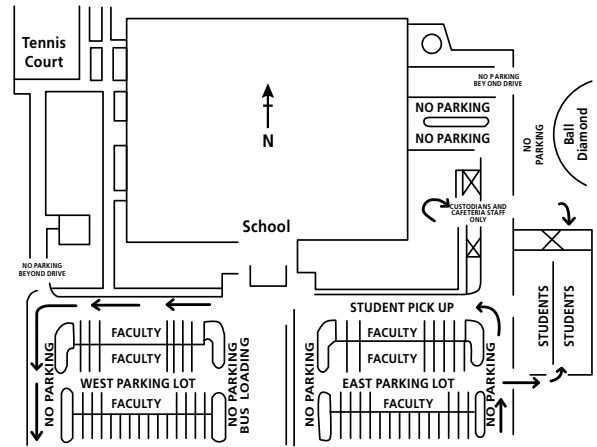 Tennis
Court
NO PARKING
BEY OND DRIVE
NO PARKING
NO PARKING
NO
PARKING
Ball
Diamond
N
CUSTODIANS AND
CAFETERIA STAFF
ONLY
School
NO PARKING
BEYOND DRIVE
STUDENT PICK UP
STUDENTS
STUDENTS
FACULTY
FACULTY
FACULTY
FACULTY
NO PARKING
NO PARKING
BUS LOADING
NO PARKING
NO PARKING
WEST PARKING LOT
EAST PARKING LOT
FACULTY
FACULTY